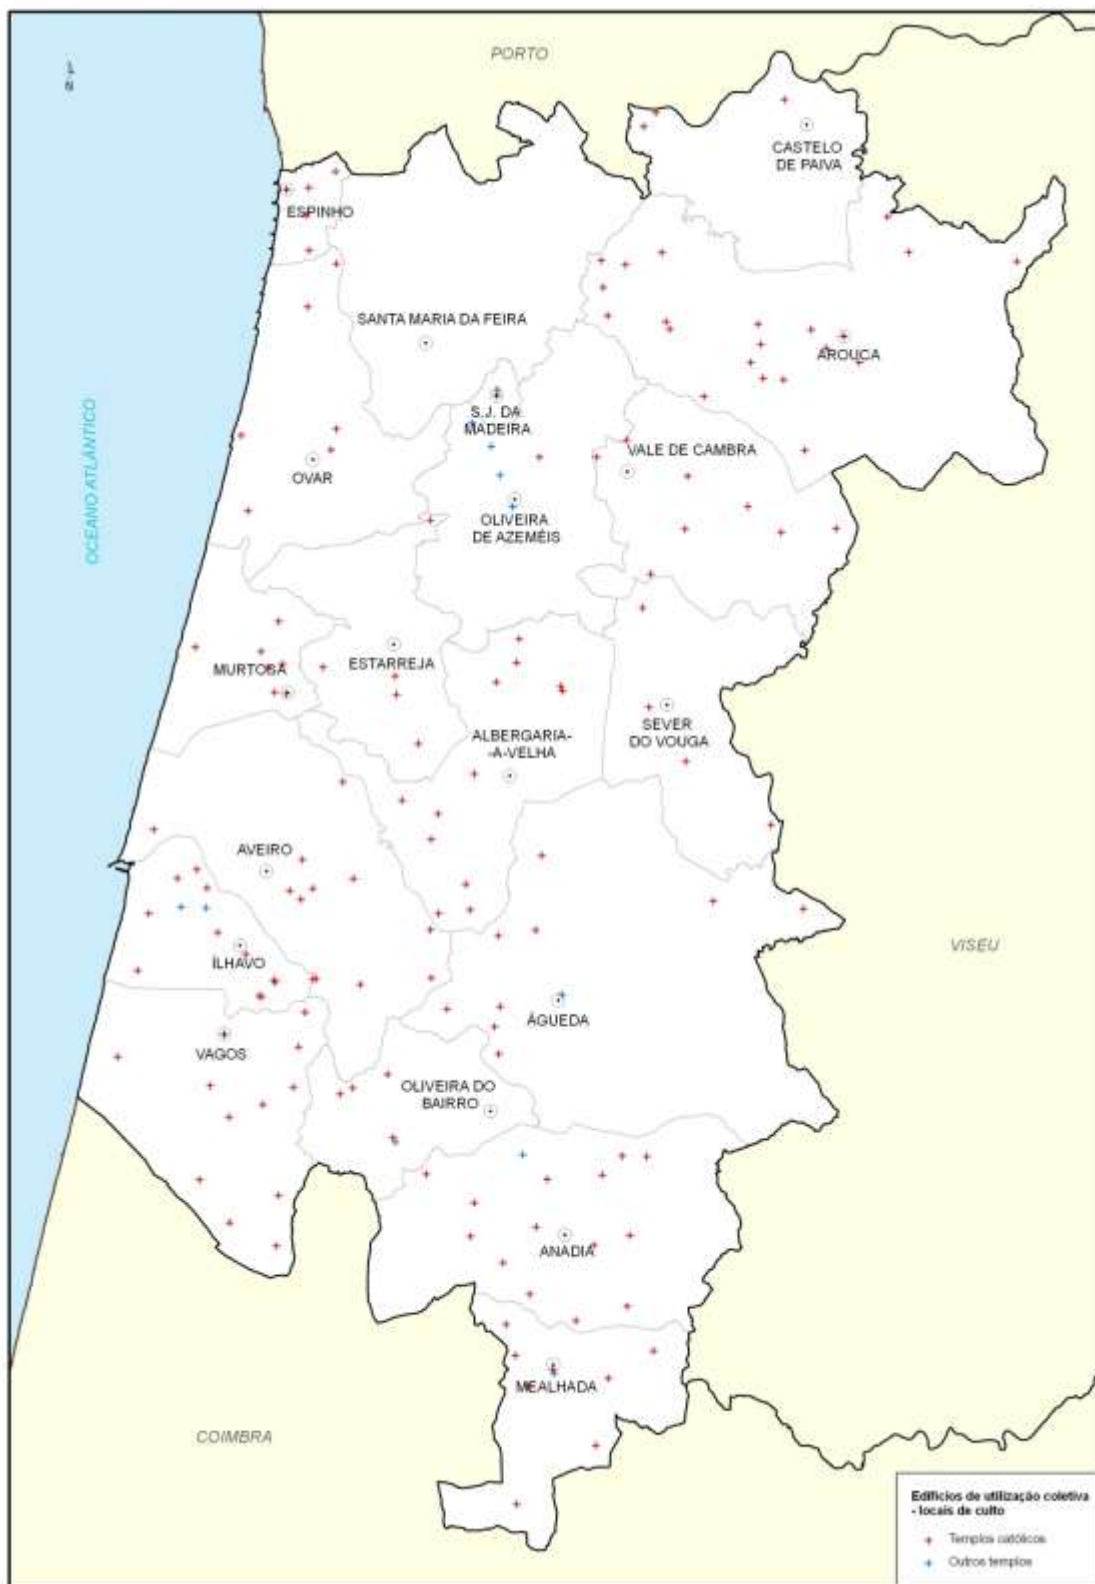 PORTO
N
CASTELO
DE PAIVA
ESPINHO
SANTA MARIA DA FEIRA
AROUCA
OCEANO ATLÂNTICO
S.J. DA
MADEIRA
VALE DE CAMBRA
OVAR
OLIVEIRA
DE AZEMÉIS
MURTOSA
ESTARREJA
SEVER
DO VOUGA
ALBERGARIA-
-A-VELHA
AVEIRO
ÍLHAVO
VISEU
ÁGUEDA
VAGOS
OLIVEIRA DO
BAIRRO
ANADIA
MEALHADA
COIMBRA
Edifícios de utilização coletiva
- locais de culto
Templos católicos
Outros templos